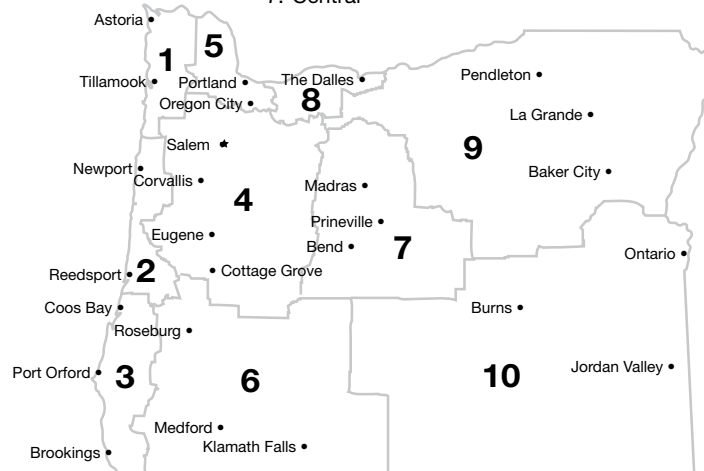 7. Central
Astoria
1
5
Tillamook
Portland
The Dalles
Pendleton
Oregon City
8
La Grande
Salem
9
Newport
Corvallis
Madras
Baker City
4
Prineville
Eugene
Bend
7
Ontario
Reedsport
2
Cottage Grove
Coos Bay
Burns
Roseburg
Port Orford
3
6
10
Jordan Valley
Medford
Klamath Falls
Brookings